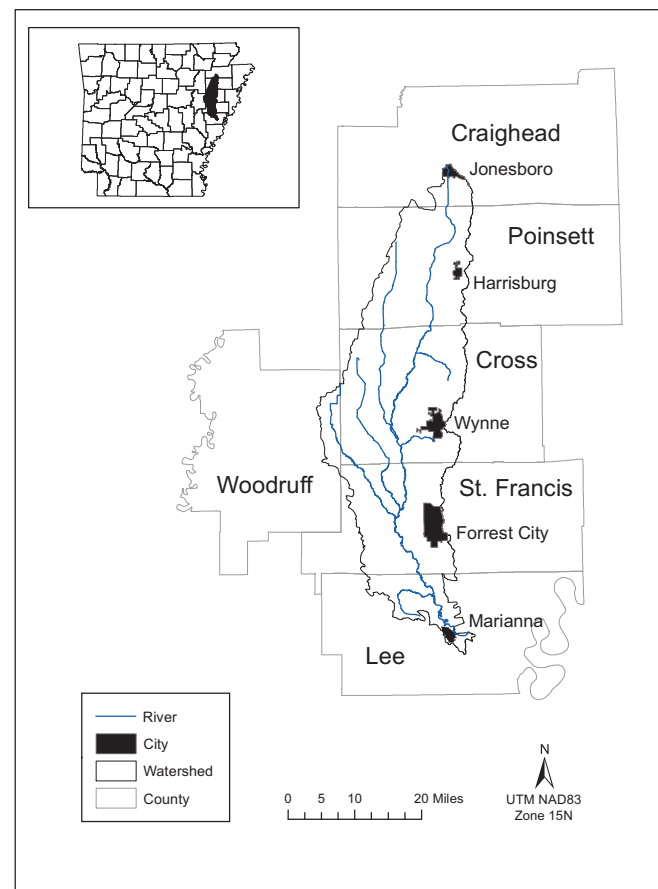 Craighead
Jonesboro
Poinsett
Harrisburg
Cross
Wynne
Woodruff
St. Francis
Forrest City
Marianna
Lee
River
City
Watershed
County
0 5 10 20 Miles
N
UTM NAD83
Zone 15N